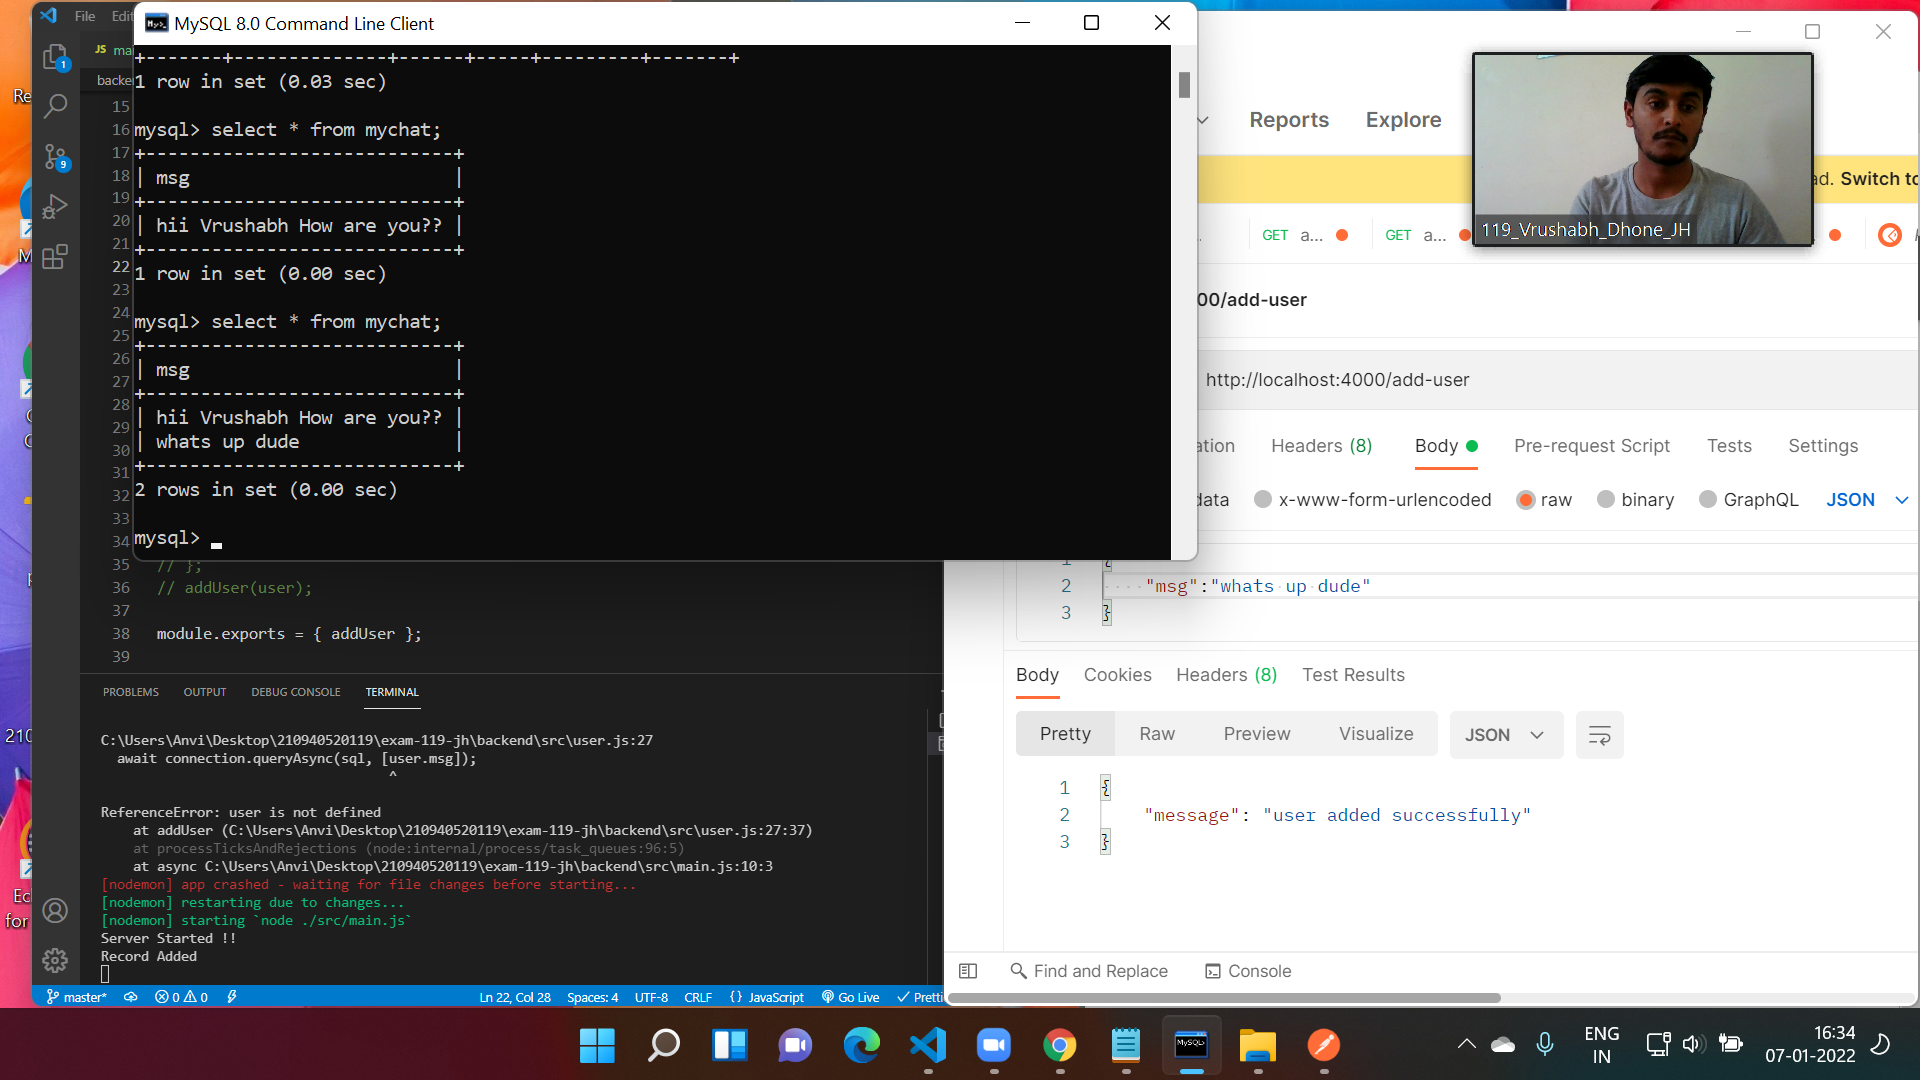 File Edit
MySQL 8.0 Command Line Client
JS
+-------+--------------+------+-----+---------+-------+
1 row in set (0.03 sec)
mysql> select * from mychat;
+----------------------------+
| msg                        |
+----------------------------+
| hii Vrushabh How are you?? |
+----------------------------+
1 row in set (0.00 sec)
mysql> select * from mychat;
+----------------------------+
| msg                        |
+----------------------------+
| hii Vrushabh How are you?? |
| whats up dude              |
+----------------------------+
2 rows in set (0.00 sec)
mysql>
1
9
15
16
17
18
19
20
21
22
23
24
25
26
27
28
29
30
31
32
33
34
35 // };
36 // addUser(user);
37
38 module.exports = { addUser };
39
PROBLEMS OUTPUT DEBUG CONSOLE TERMINAL
C:\Users\Anvi\Desktop\210940520119\exam-119-jh\backend\src\user.js:27
await connection.queryAsync(sql, [user.msg]);
^
ReferenceError: user is not defined
at addUser (C:\Users\Anvi\Desktop\210940520119\exam-119-jh\backend\src\user.js:27:37)
at processTicksAndRejections (node:internal/process/task_queues:96:5)
at async C:\Users\Anvi\Desktop\210940520119\exam-119-jh\backend\src\main.js:10:3
[nodemon] app crashed - waiting for file changes before starting...
[nodemon] restarting due to changes...
[nodemon] starting `node ./src/main.js`
Server Started !!
Record Added
master* 0 0 Ln 22, Col 28 Spaces: 4 UTF-8 CRLF {} JavaScript Go Live
Reports Explore
Switch to
119_Vrushabh_Dhone_JH
GET a... GET a...
00/add-user
http://localhost:4000/add-user
Headers (8) Body Pre-request Script Tests Settings
x-www-form-urlencoded raw binary GraphQL JSON
1 {
2 "msg":"whats up dude"
3 }
Body Cookies Headers (8) Test Results
Pretty Raw Preview Visualize JSON
1 {
2 "message": "user added successfully"
3 }
Find and Replace Console
for
MySQL>
ENG
IN
16:34
07-01-2022